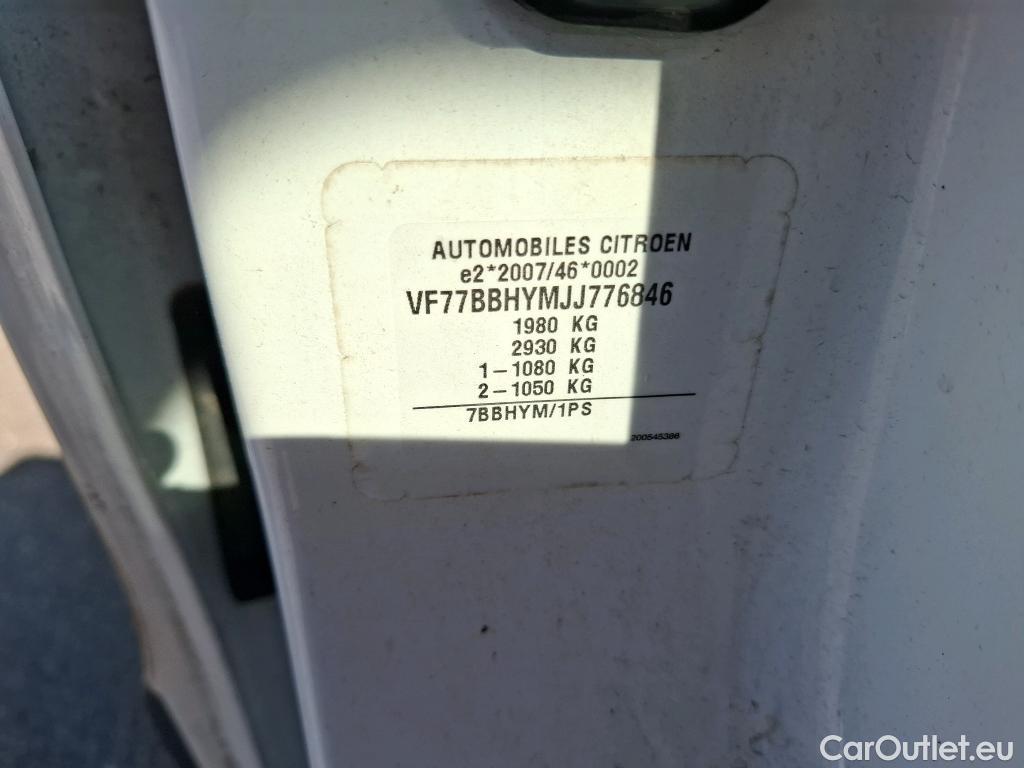 AUTOMOBILES CITROEN
e2*2007/46*0002
VF77BBHYMJJ776846
1980 KG
2930 KG
1-1080 KG
2-1050 KG
7BBHYM/1PS
200545386
CarOutlet.eu